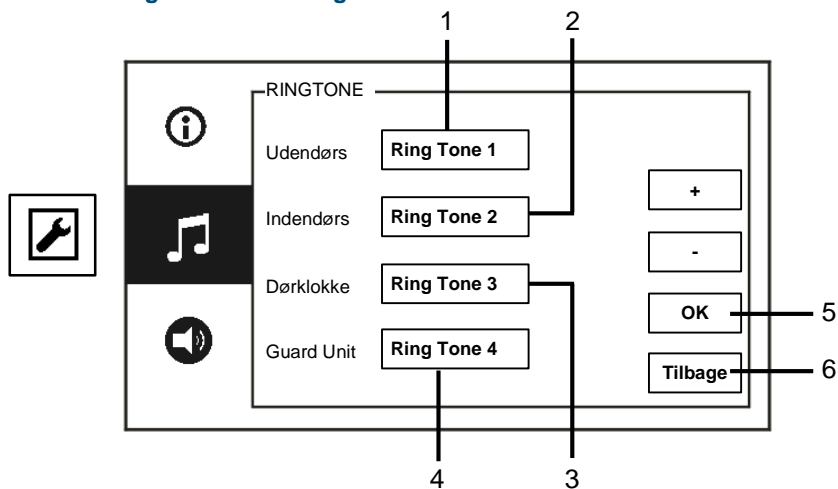 1
2
RINGTONE
Udendørs
Ring Tone 1
Indendørs
Ring Tone 2
Dørklokke
Ring Tone 3
Guard Unit
Ring Tone 4
+
-
OK
Tilbage
5
6
4
3